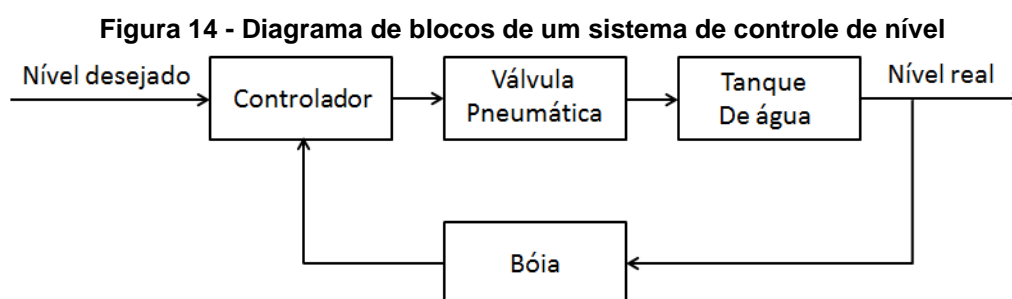 Figura 14 - Diagrama de blocos de um sistema de controle de nível
Nível desejado
Controlador
Válvula
Pneumática
Tanque
De água
Nível real
Bóia